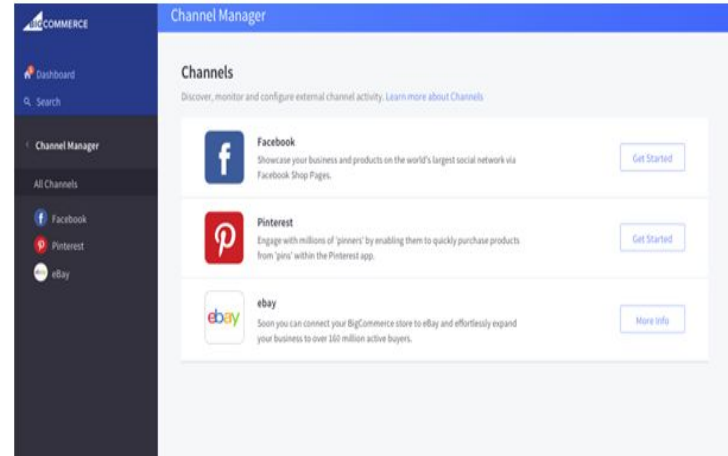 BIGCOMMERCE
Dashboard
Search
Channel Manager
All Channels
Facebook
Pinterest
eBay
Channel Manager
Channels
Discover, monitor and configure external channel activity. Learn more about Channels
Facebook
Showcase your business and products on the world's largest social network via
Facebook Shop Pages.
Get Started
Pinterest
Engage with millions of 'pinners' by enabling them to quickly purchase products
from 'pins' within the Pinterest app.
Get Started
ebay
ebay
Soon you can connect your BigCommerce store to eBay and effortlessly expand
your business to over 160 million active buyers.
More Info